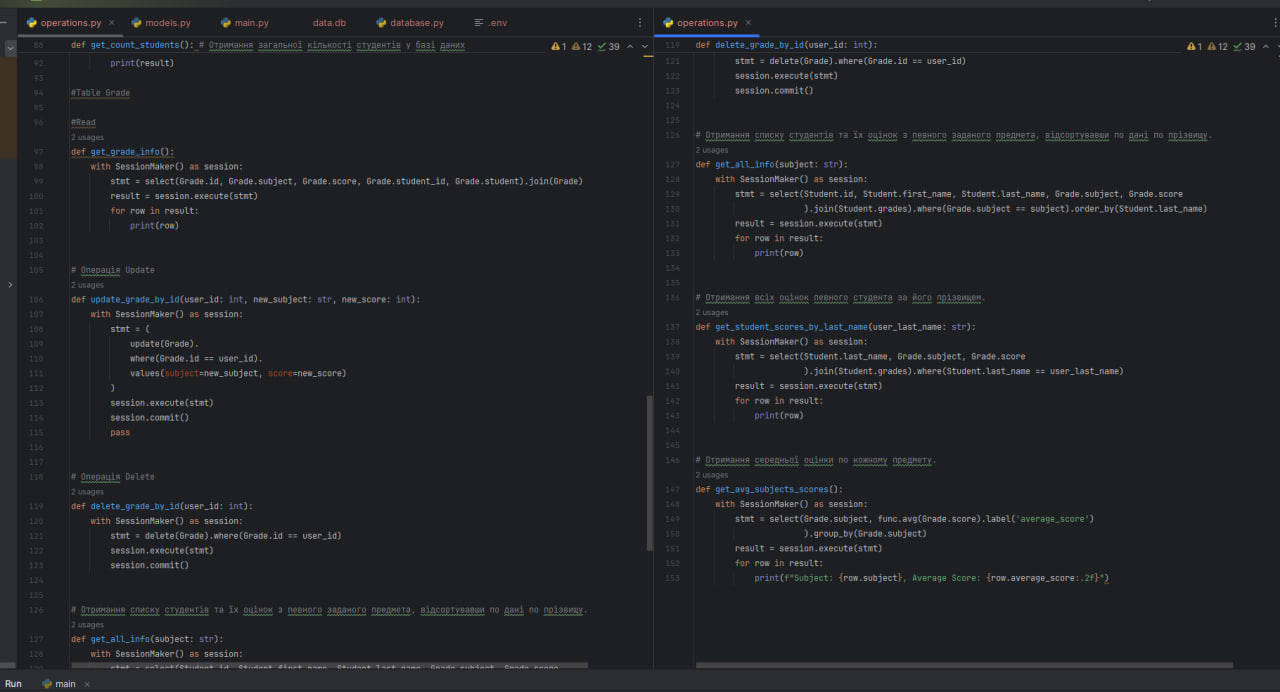 operations.py
models.py
main.py
data.db
database.py
.env
88 def get_count_students(): # Отримання загальної кількості студентів у базі даних
1 12 39
92 print(result)
93
94 #Table Grade
95
96 #Read
2 usages
97 def get_grade_info():
98 with SessionMaker() as session:
99 stmt = select(Grade.id, Grade.subject, Grade.score, Grade.student_id, Grade.student).join(Grade)
100 result = session.execute(stmt)
101 for row in result:
102 print(row)
103
104
105 # Операція Update
2 usages
106 def update_grade_by_id(user_id: int, new_subject: str, new_score: int):
107 with SessionMaker() as session:
108 stmt = (
109 update(Grade).
110 where(Grade.id == user_id).
111 values(subject=new_subject, score=new_score)
112 )
113 session.execute(stmt)
114 session.commit()
115 pass
116
117
118 # Операція Delete
2 usages
119 def delete_grade_by_id(user_id: int):
120 with SessionMaker() as session:
121 stmt = delete(Grade).where(Grade.id == user_id)
122 session.execute(stmt)
123 session.commit()
124
125
126 # Отримання списку студентів та їх оцінок з певного заданого предмета, відсортувавши по дані по прізвищу.
2 usages
127 def get_all_info(subject: str):
128 with SessionMaker() as session:
129 stmt = select(Student.id, Student.first_name, Student.last_name, Grade.subject, Grade.score
operations.py
119 def delete_grade_by_id(user_id: int):
1 12 39
121 stmt = delete(Grade).where(Grade.id == user_id)
122 session.execute(stmt)
123 session.commit()
124
125
126 # Отримання списку студентів та їх оцінок з певного заданого предмета, відсортувавши по дані по прізвищу.
2 usages
127 def get_all_info(subject: str):
128 with SessionMaker() as session:
129 stmt = select(Student.id, Student.first_name, Student.last_name, Grade.subject, Grade.score
130 ).join(Student.grades).where(Grade.subject == subject).order_by(Student.last_name)
131 result = session.execute(stmt)
132 for row in result:
133 print(row)
134
135
136 # Отримання всіх оцінок певного студента за його прізвищем.
2 usages
137 def get_student_scores_by_last_name(user_last_name: str):
138 with SessionMaker() as session:
139 stmt = select(Student.last_name, Grade.subject, Grade.score
140 ).join(Student.grades).where(Student.last_name == user_last_name)
141 result = session.execute(stmt)
142 for row in result:
143 print(row)
144
145
146 # Отримання середньої оцінки по кожному предмету.
2 usages
147 def get_avg_subjects_scores():
148 with SessionMaker() as session:
149 stmt = select(Grade.subject, func.avg(Grade.score).label('average_score')
150 ).group_by(Grade.subject)
151 result = session.execute(stmt)
152 for row in result:
153 print(f"Subject: {row.subject}, Average Score: {row.average_score:.2f}")
Run
main